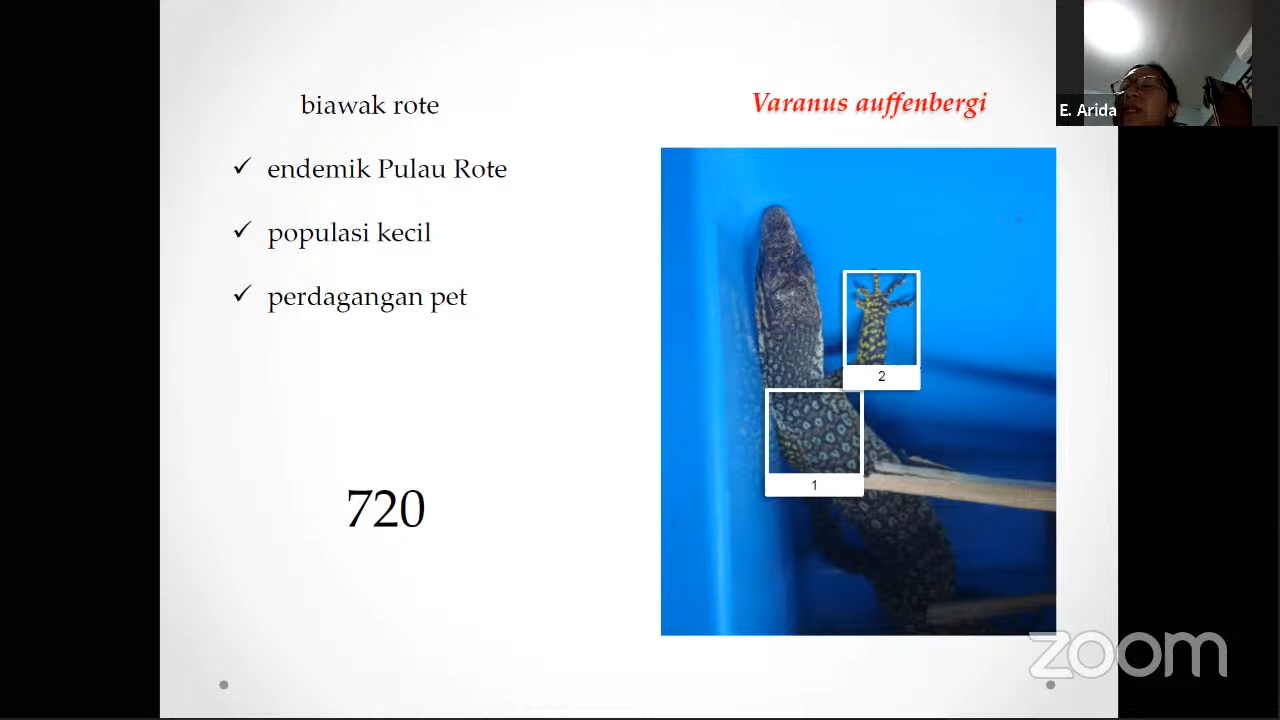 biawak rote
Varanus auffenbergi
E. Arida
✓ endemik Pulau Rote
✓ populasi kecil
✓ perdagangan pet
2
1
720
zoom